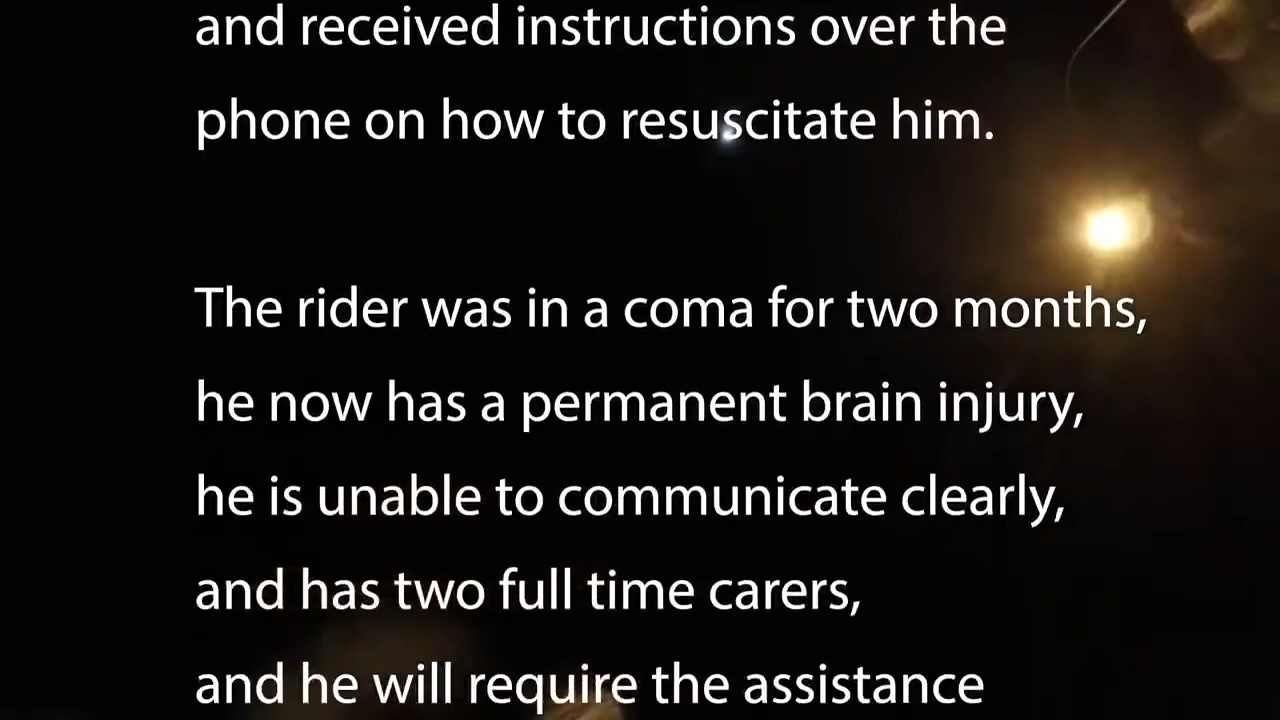 and received instructions over the
phone on how to resuscitate him.
The rider was in a coma for two months,
he now has a permanent brain injury,
he is unable to communicate clearly,
and has two full time carers,
and he will require the assistance